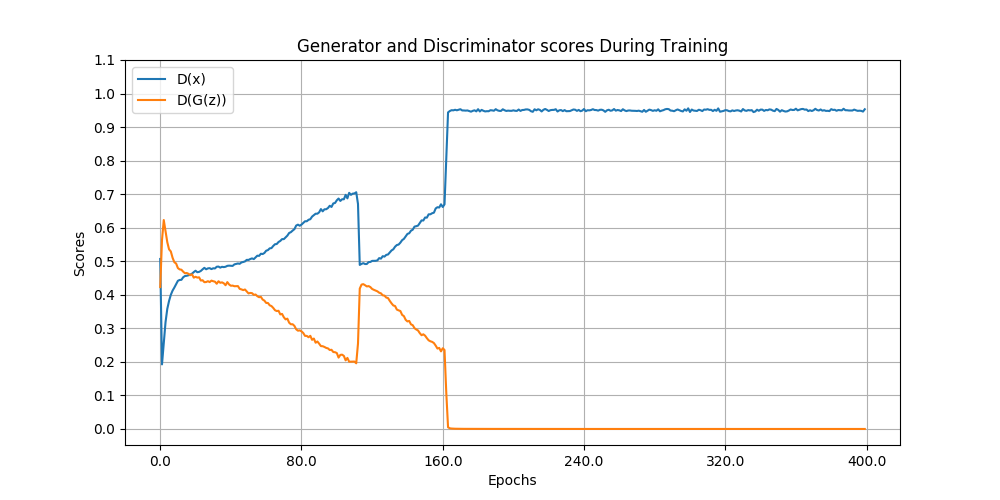 Generator and Discriminator scores During Training
1.1
1.0
0.9
0.8
0.7
0.6
0.5
0.4
0.3
0.2
0.1
0.0
Scores
D(x)
D(G(z))
0.0 80.0 160.0 240.0 320.0 400.0
Epochs